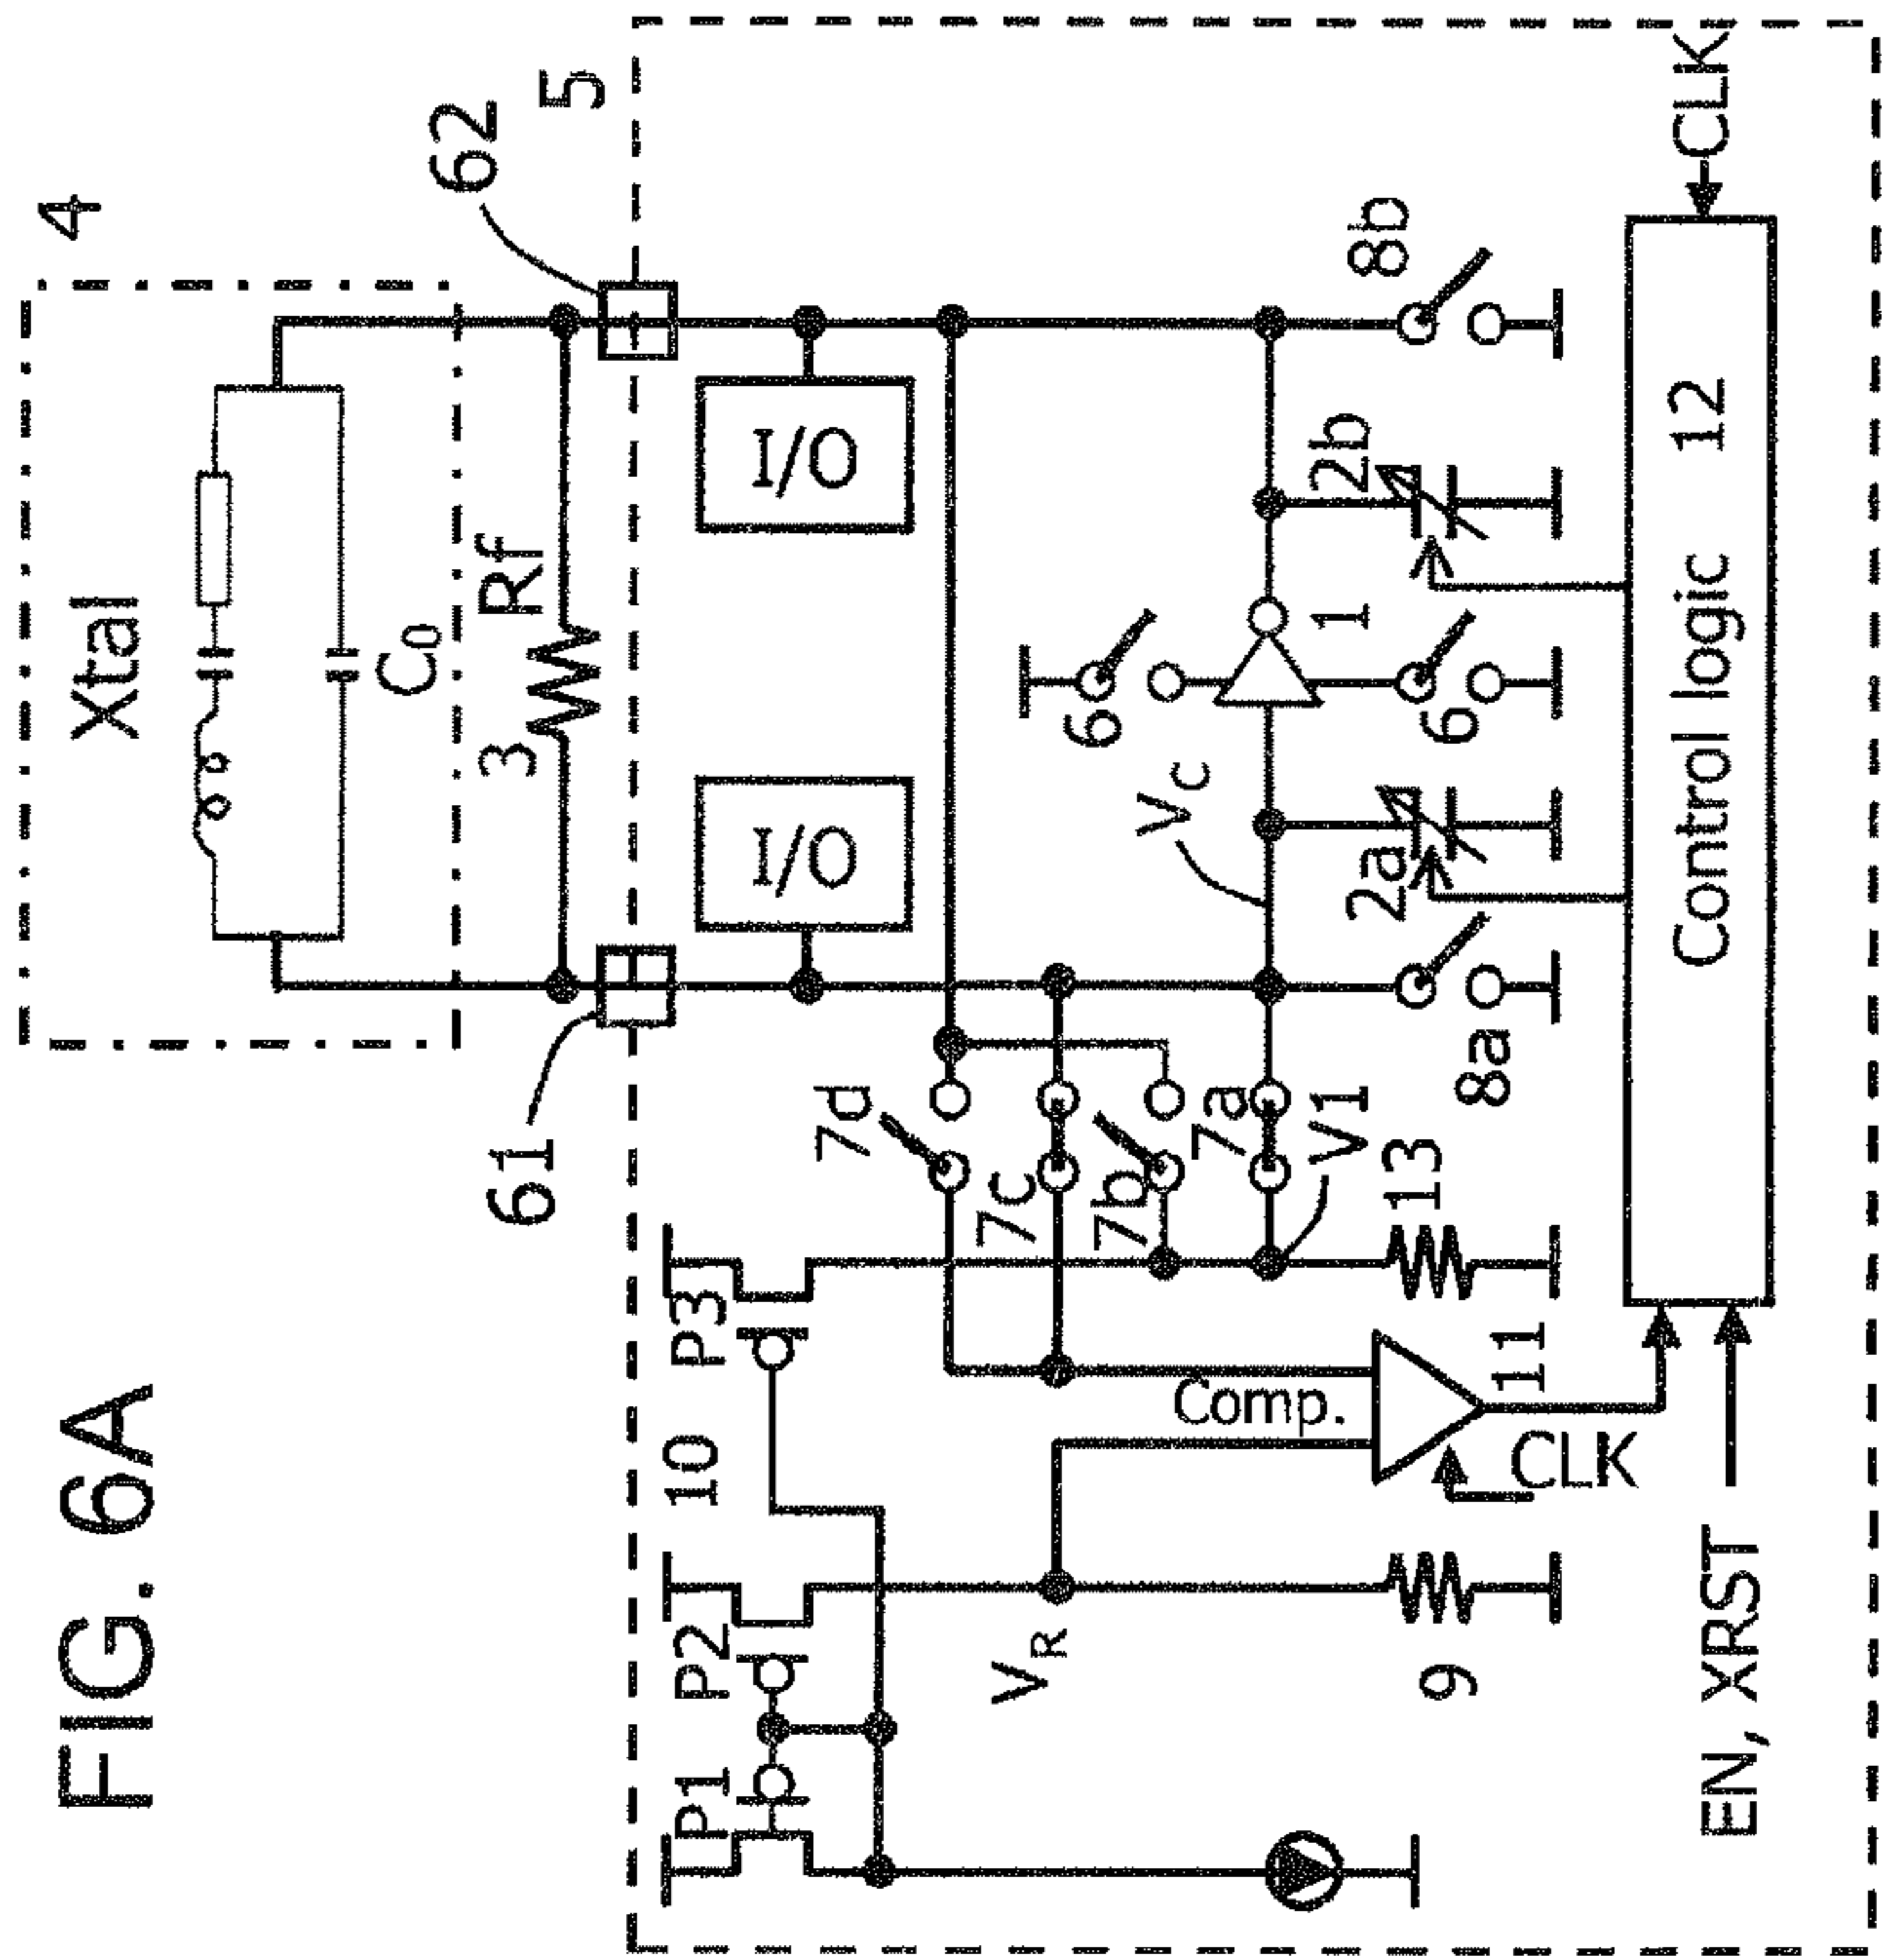 FIG. 6A
Xtal
4
C0
3
Rf
61
62
5
P1
P2
10
P3
I/O
I/O
7d
7c
7b
7a
V1
VR
Comp.
VC
6
6
1
2a
2b
8a
8b
9
13
11
CLK
EN, XRST
Control logic 12
CLK